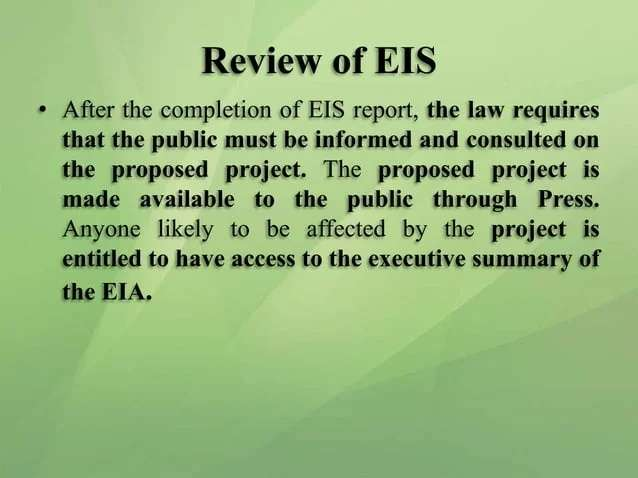 Review of EIS
• After the completion of EIS report, the law requires
that the public must be informed and consulted on
the proposed project. The proposed project is
made available to the public through Press.
Anyone likely to be affected by the project is
entitled to have access to the executive summary of
the EIA.